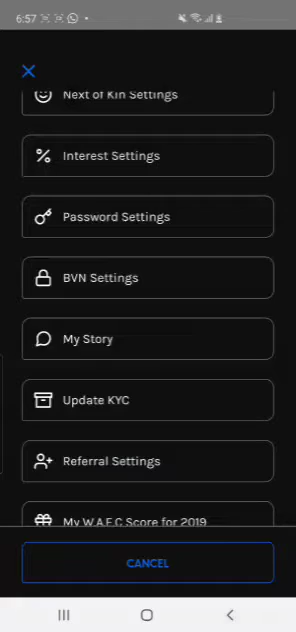 6:57
Next of Kin Settings
Interest Settings
Password Settings
BVN Settings
My Story
Update KYC
Referral Settings
My W.A.E.C Score for 2019
CANCEL